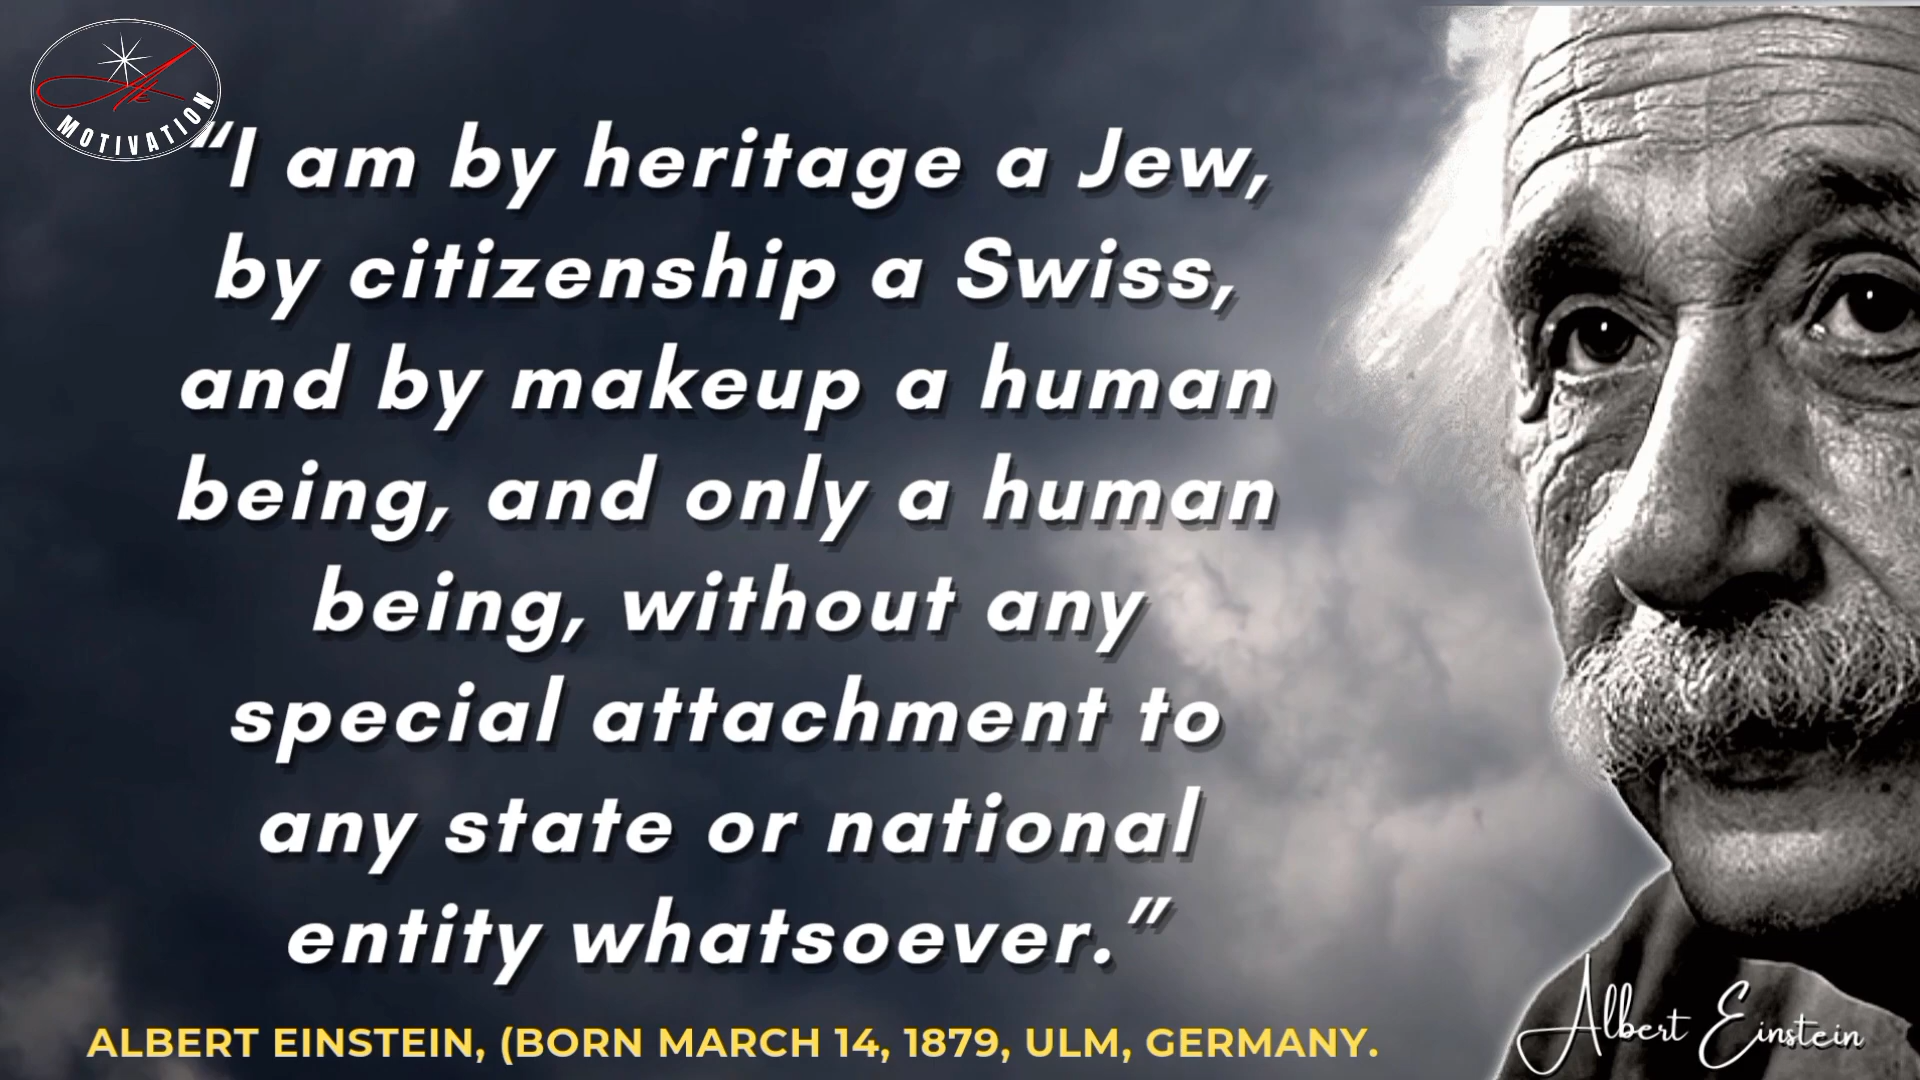 MOTIVATION
“I am by heritage a Jew,
by citizenship a Swiss,
and by makeup a human
being, and only a human
being, without any
special attachment to
any state or national
entity whatsoever.”
ALBERT EINSTEIN, (BORN MARCH 14, 1879, ULM, GERMANY.
Albert Einstein